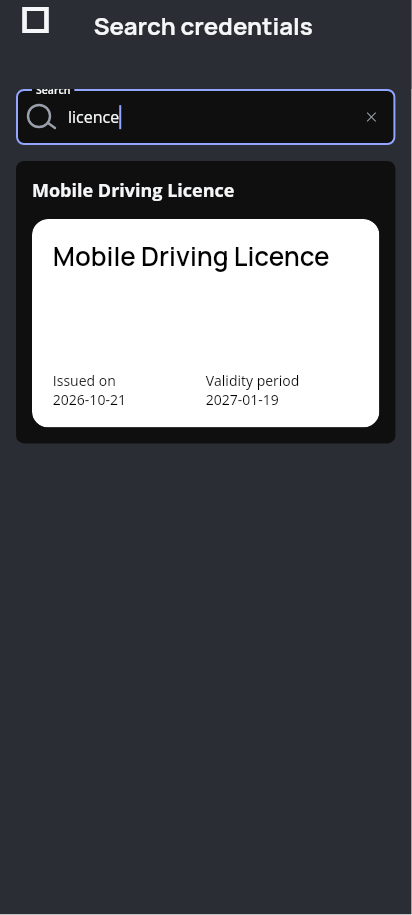 Search credentials
Search
licence
Mobile Driving Licence
Mobile Driving Licence
Issued on
2026-10-21
Validity period
2027-01-19